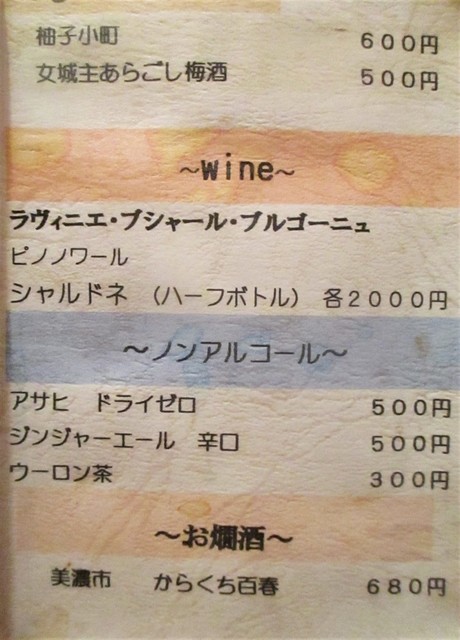 柚子小町 600円
女城主あらごし梅酒 500円
～wine～
ラヴィニエ・ブシャール・ブルゴーニュ
ピノノワール
シャルドネ (ハーフボトル) 各2000円
～ノンアルコール～
アサヒ ドライゼロ 500円
ジンジャーエール 辛口 500円
ウーロン茶 300円
～お燗酒～
美濃市 からくち百春 680円